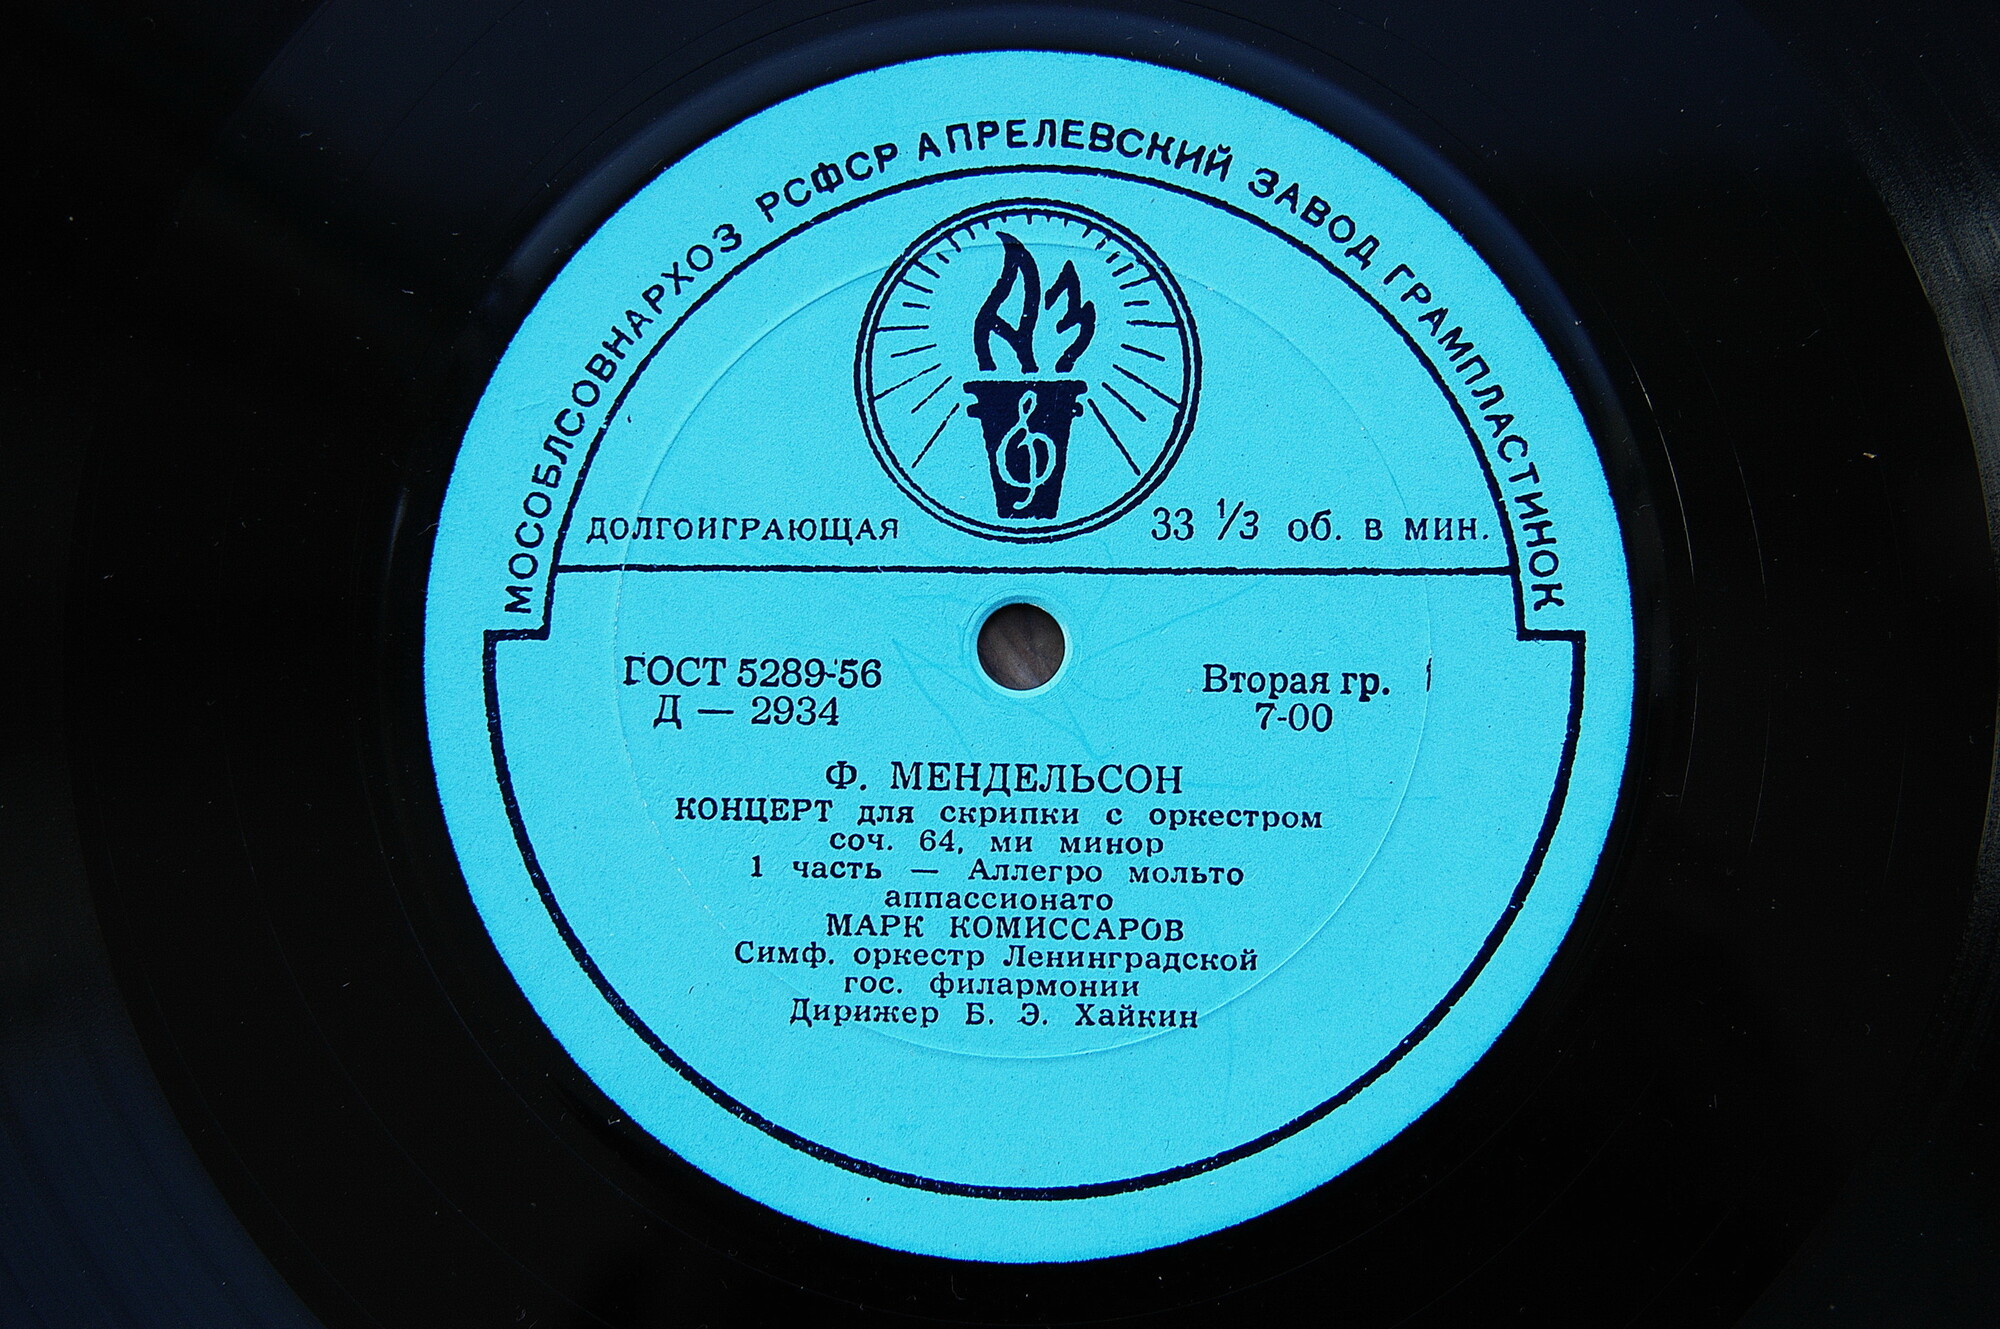 МОСОБЛСОВНАРХОЗ РСФСР АПРЕЛЕВСКИЙ ЗАВОД ГРАМПЛАСТИНОК
АЗ
ДОЛГОИГРАЮЩАЯ 33 1/3 об. в мин.
ГОСТ 5289-56 Вторая гр.
Д — 2934 7-00
Ф. МЕНДЕЛЬСОН
КОНЦЕРТ для скрипки с оркестром
соч. 64, ми минор
1 часть — Аллегро мольто
аппассионато
МАРК КОМИССАРОВ
Симф. оркестр Ленинградской
гос. филармонии
Дирижер Б. Э. Хайкин